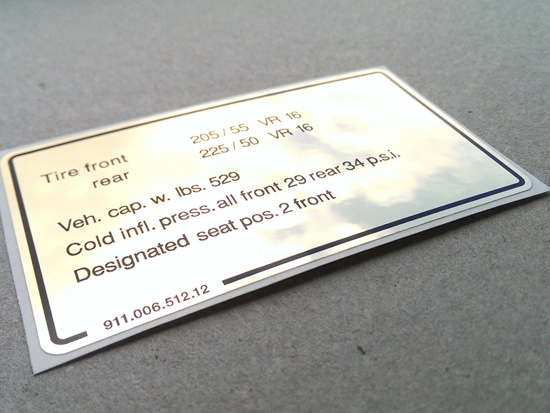 Tire front 205/55 VR 16
rear 225/50 VR 16
Veh. cap. w. lbs. 529
Cold infl. press. all front 29 rear 34 p.s.i.
Designated seat pos. 2 front
911.006.512.12